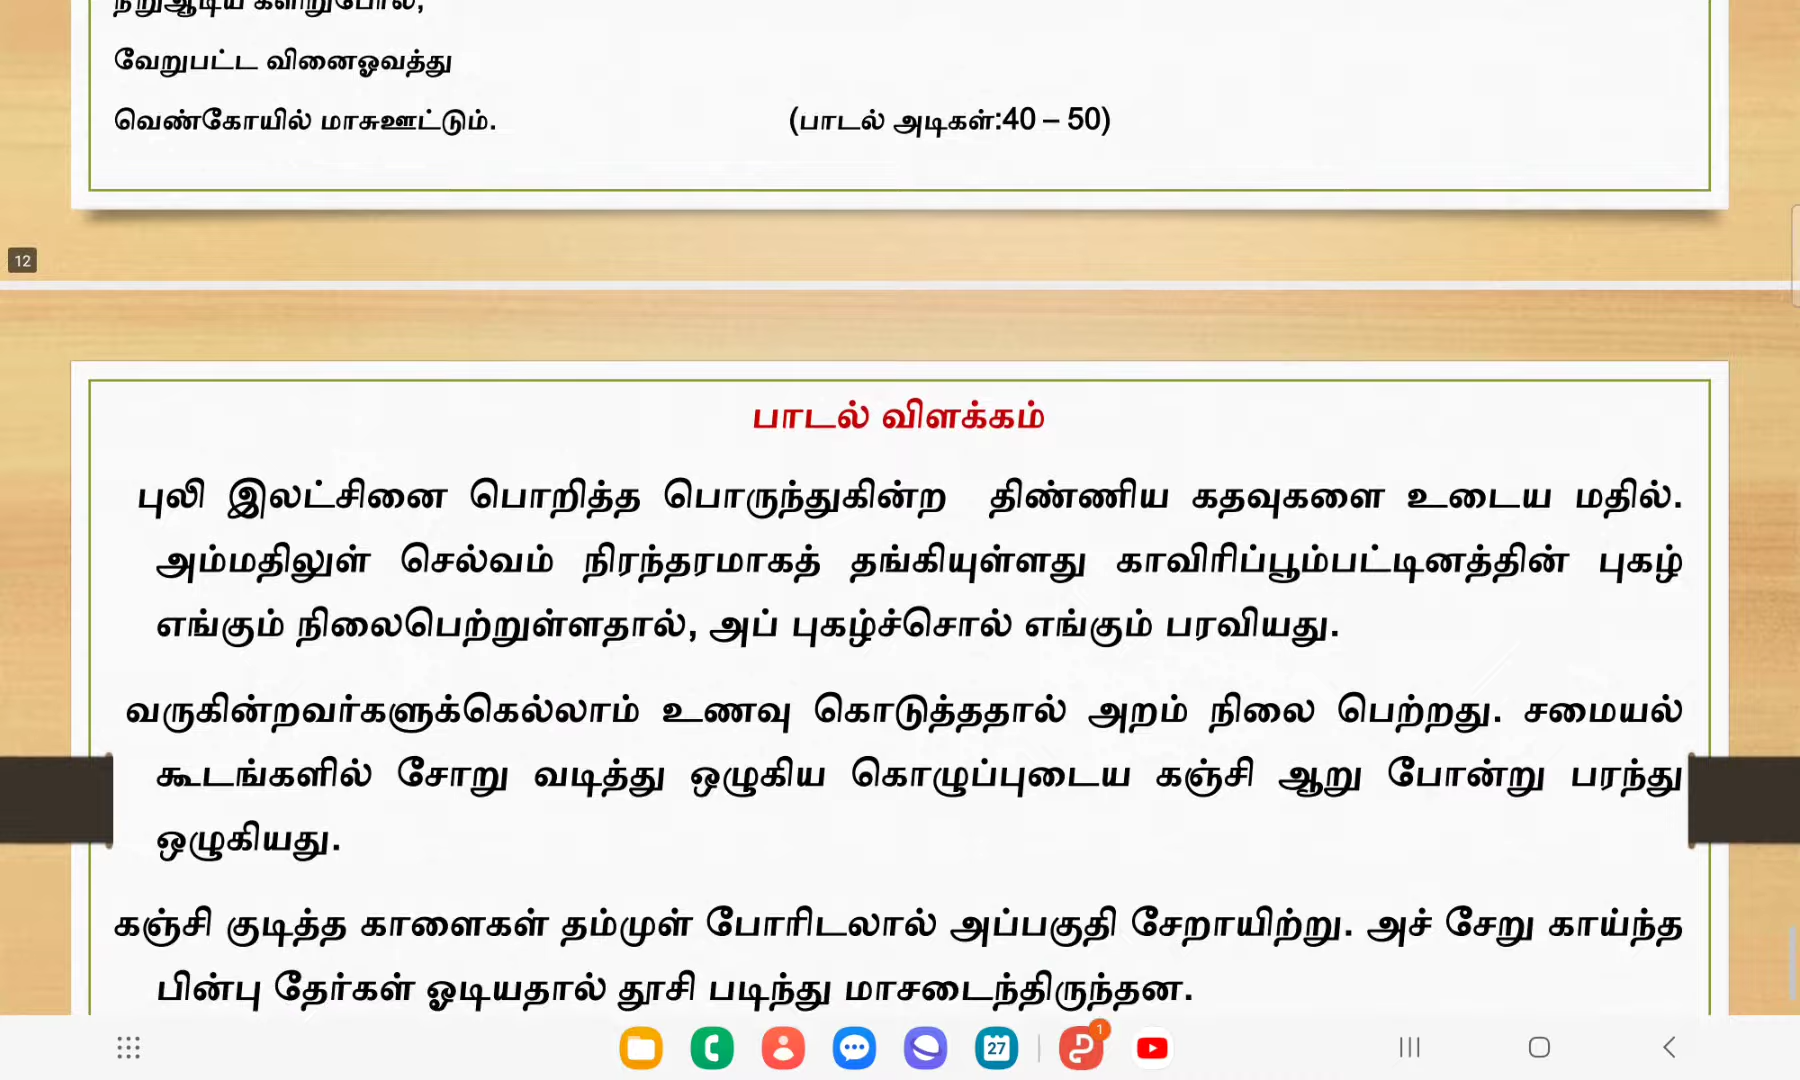 நீறுஆடிய களிறுபோல,
வேறுபட்ட வினைஓவத்து
வெண்கோயில் மாசுஊட்டும். (பாடல் அடிகள்:40 – 50)
12
பாடல் விளக்கம்
புலி இலட்சினை பொறித்த பொருந்துகின்ற திண்ணிய கதவுகளை உடைய மதில்.
அம்மதிலுள் செல்வம் நிரந்தரமாகத் தங்கியுள்ளது காவிரிப்பூம்பட்டினத்தின் புகழ்
எங்கும் நிலைபெற்றுள்ளதால், அப் புகழ்ச்சொல் எங்கும் பரவியது.
வருகின்றவர்களுக்கெல்லாம் உணவு கொடுத்ததால் அறம் நிலை பெற்றது. சமையல்
கூடங்களில் சோறு வடித்து ஒழுகிய கொழுப்புடைய கஞ்சி ஆறு போன்று பரந்து
ஒழுகியது.
கஞ்சி குடித்த காளைகள் தம்முள் போரிடலால் அப்பகுதி சேறாயிற்று. அச் சேறு காய்ந்த
பின்பு தேர்கள் ஓடியதால் தூசி படிந்து மாசடைந்திருந்தன.
27
1